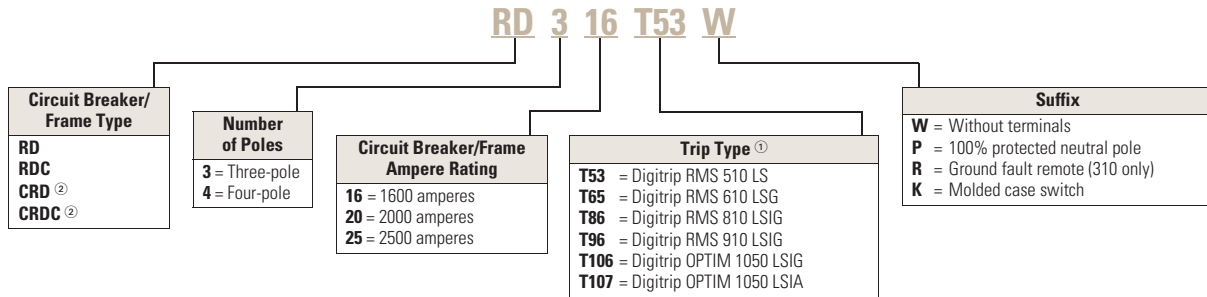 RD 3 16 T53 W
Circuit Breaker/
Frame Type
RD
RDC
CRD ②
CRDC ②
Number
of Poles
3 = Three-pole
4 = Four-pole
Circuit Breaker/Frame
Ampere Rating
16 = 1600 amperes
20 = 2000 amperes
25 = 2500 amperes
Trip Type ①
T53 = Digitrip RMS 510 LS
T65 = Digitrip RMS 610 LSG
T86 = Digitrip RMS 810 LSIG
T96 = Digitrip RMS 910 LSIG
T106 = Digitrip OPTIM 1050 LSIG
T107 = Digitrip OPTIM 1050 LSIA
Suffix
W = Without terminals
P = 100% protected neutral pole
R = Ground fault remote (310 only)
K = Molded case switch